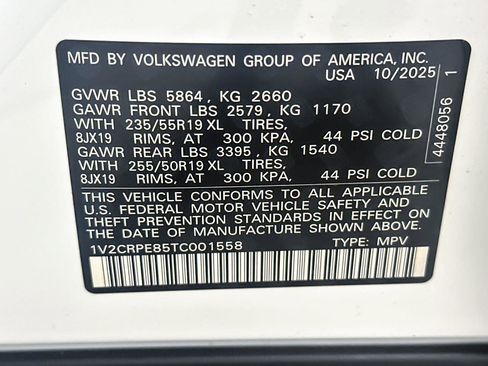 MFD BY VOLKSWAGEN GROUP OF AMERICA, INC.
USA 10/2025
GVWR LBS 5864, KG 2660
GAWR FRONT LBS 2579, KG 1170
WITH 235/55R19 XL TIRES,
8JX19 RIMS, AT 300 KPA, 44 PSI COLD
GAWR REAR LBS 3395, KG 1540
WITH 255/50R19 XL TIRES,
8JX19 RIMS, AT 300 KPA, 44 PSI COLD
THIS VEHICLE CONFORMS TO ALL APPLICABLE
U.S. FEDERAL MOTOR VEHICLE SAFETY AND
THEFT PREVENTION STANDARDS IN EFFECT ON
THE DATE OF MANUFACTURE SHOWN ABOVE.
1V2CRPE85TC001558 TYPE: MPV
4448056 1